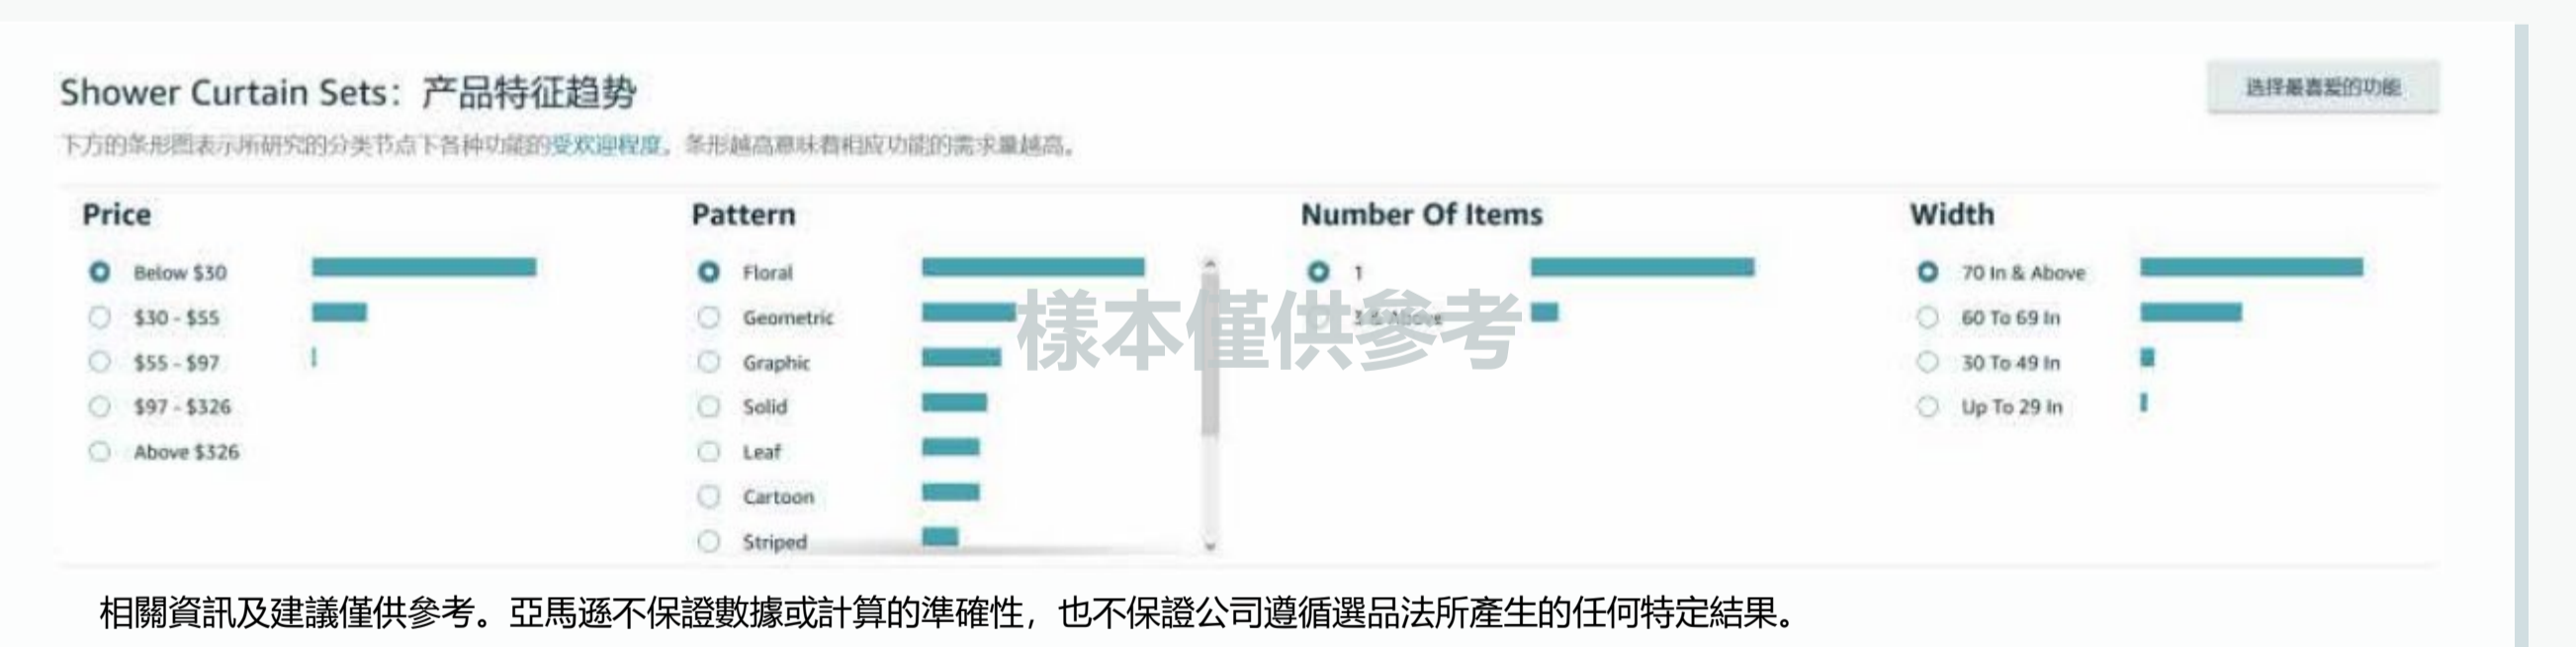 Shower Curtain Sets：产品特征趋势
选择最喜爱的功能
下方的条形图表示所研究的分类节点下各种功能的受欢迎程度。条形越高意味着相应功能的需求量越高。
Price
Below $30
$30 - $55
$55 - $97
$97 - $326
Above $326
Pattern
Floral
Geometric
Graphic
Solid
Leaf
Cartoon
Striped
Number Of Items
1
3 & Above
Width
70 In & Above
60 To 69 In
30 To 49 In
Up To 29 In
樣本僅供參考
相關資訊及建議僅供參考。亞馬遜不保證數據或計算的準確性，也不保證公司遵循選品法所產生的任何特定結果。